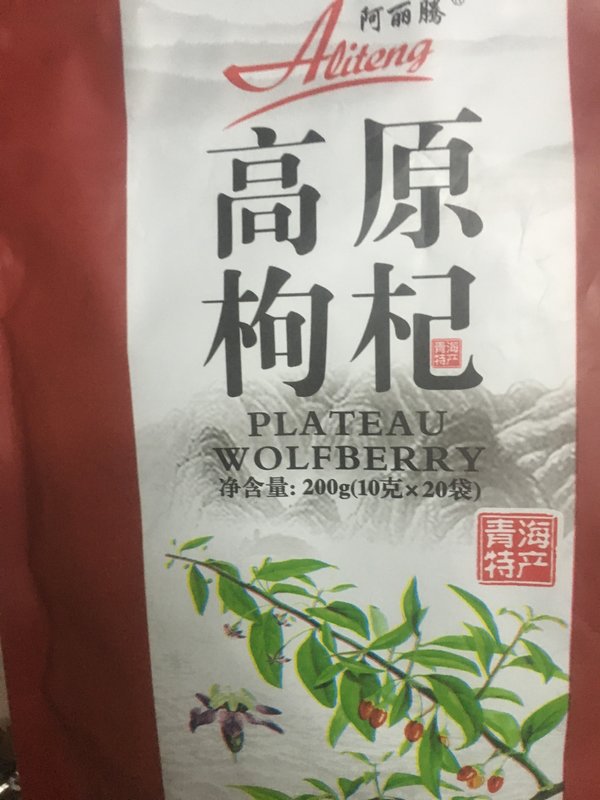 阿丽腾®
Aliteng
高原
枸杞
青海
特产
PLATEAU
WOLFBERRY
净含量: 200g(10克×20袋)
青海
特产